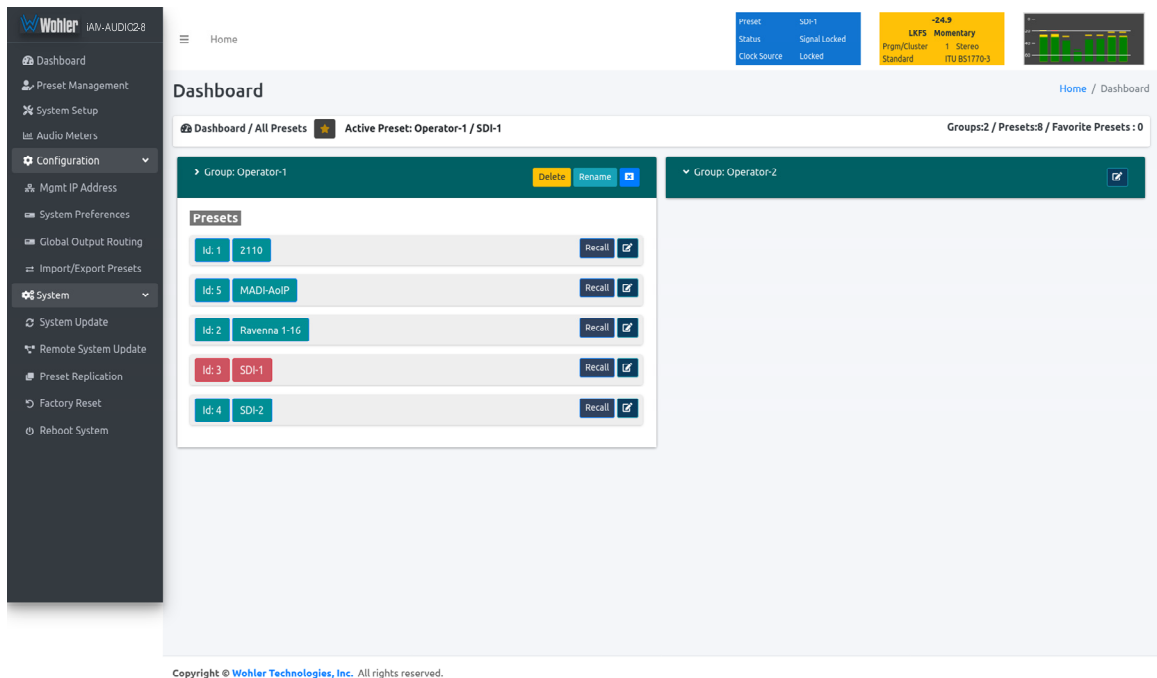 Wohler iAM-AUDIO2-8
Dashboard
Preset Management
System Setup
Audio Meters
Configuration
Mgmt IP Address
System Preferences
Global Output Routing
Import/Export Presets
System
System Update
Remote System Update
Preset Replication
Factory Reset
Reboot System
Home
Preset SDI-1
Status Signal Locked
Clock Source Locked
-24.9
LKFS Momentary
Prgm/Cluster 1 Stereo
Standard ITU BS1770-3
Dashboard
Home / Dashboard
Dashboard / All Presets Active Preset: Operator-1 / SDI-1
Groups:2 / Presets:8 / Favorite Presets : 0
Group: Operator-1 Delete Rename
Presets
Id: 1 2110 Recall
Id: 5 MADI-AoIP Recall
Id: 2 Ravenna 1-16 Recall
Id: 3 SDI-1 Recall
Id: 4 SDI-2 Recall
Group: Operator-2
Copyright © Wohler Technologies, Inc. All rights reserved.